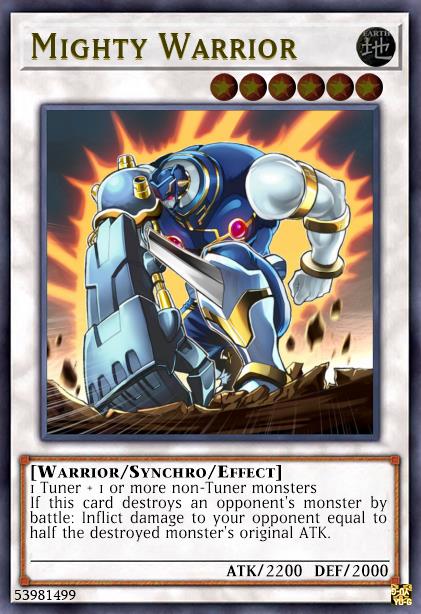 MIGHTY WARRIOR
EARTH
地
[WARRIOR/SYNCHRO/EFFECT]
1 Tuner + 1 or more non-Tuner monsters
If this card destroys an opponent's monster by
battle: Inflict damage to your opponent equal to
half the destroyed monster's original ATK.
ATK/2200 DEF/2000
53981499